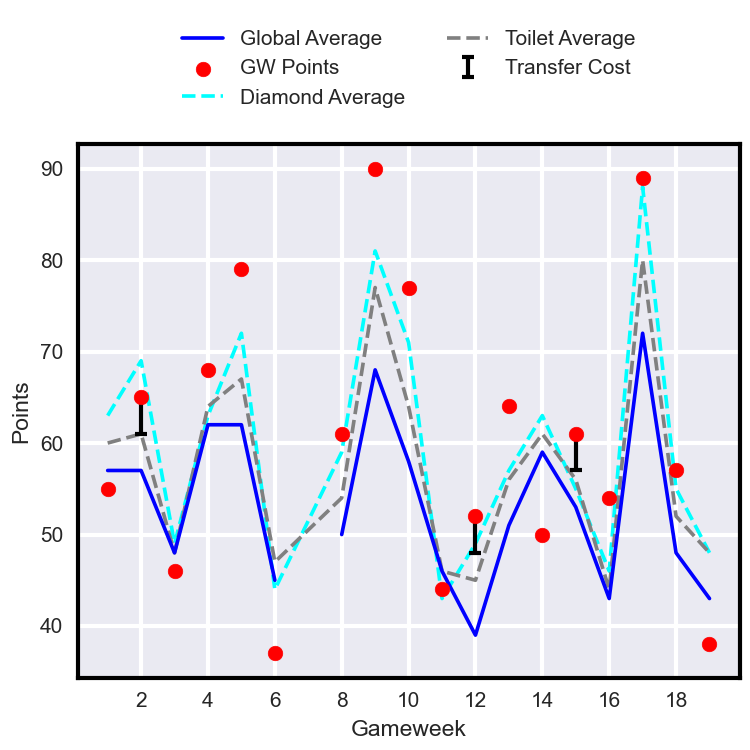 Global Average
GW Points
Diamond Average
Toilet Average
Transfer Cost
90
80
70
60
50
40
Points
2 4 6 8 10 12 14 16 18
Gameweek